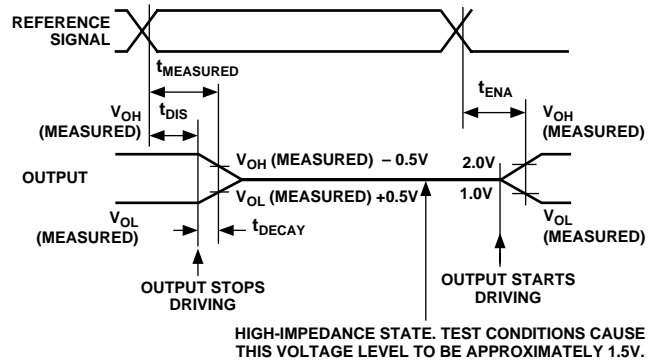 REFERENCE
SIGNAL
tMEASURED
tENA
tDIS
VOH
(MEASURED)
VOH
(MEASURED)
VOH (MEASURED) – 0.5V
2.0V
OUTPUT
VOL (MEASURED) +0.5V
1.0V
VOL
(MEASURED)
VOL
(MEASURED)
tDECAY
OUTPUT STOPS
DRIVING
OUTPUT STARTS
DRIVING
HIGH-IMPEDANCE STATE. TEST CONDITIONS CAUSE
THIS VOLTAGE LEVEL TO BE APPROXIMATELY 1.5V.